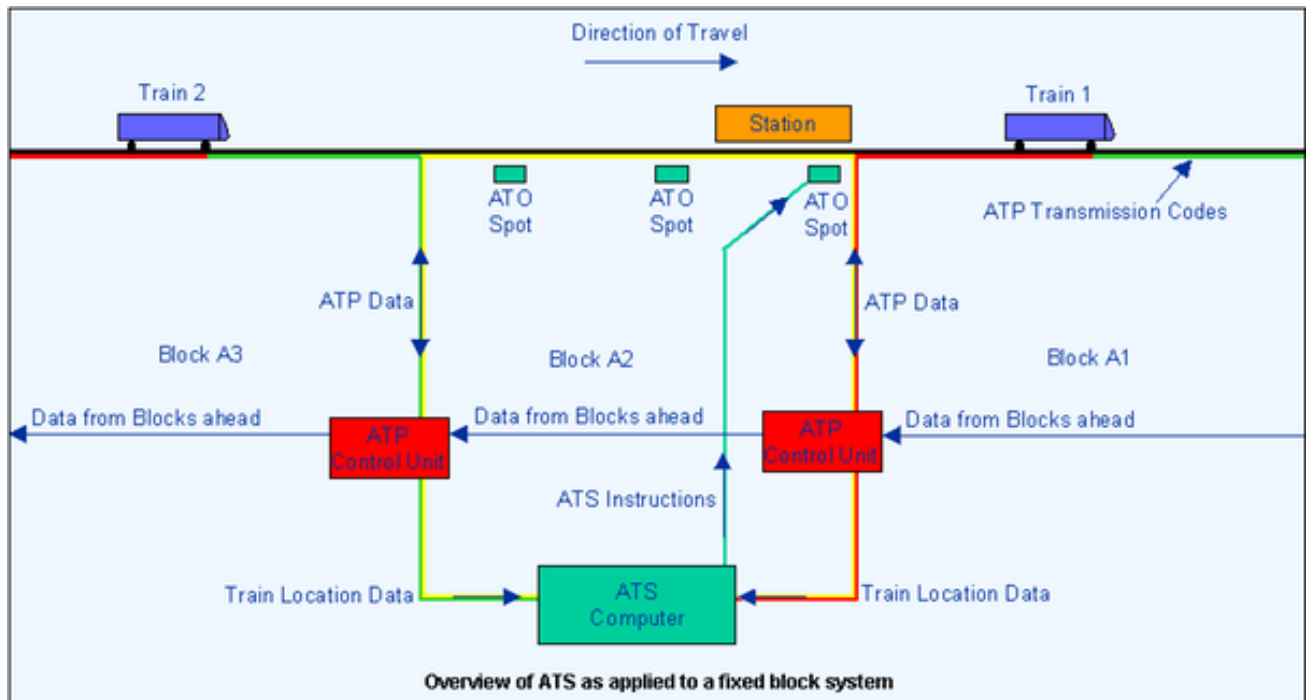 Direction of Travel
Train 2
Train 1
Station
ATO
Spot
ATO
Spot
ATO
Spot
ATP Transmission Codes
ATP Data
ATP Data
Block A3
Block A2
Block A1
Data from Blocks ahead
Data from Blocks ahead
Data from Blocks ahead
ATP
Control Unit
ATP
Control Unit
ATS Instructions
Train Location Data
ATS
Computer
Train Location Data
Overview of ATS as applied to a fixed block system